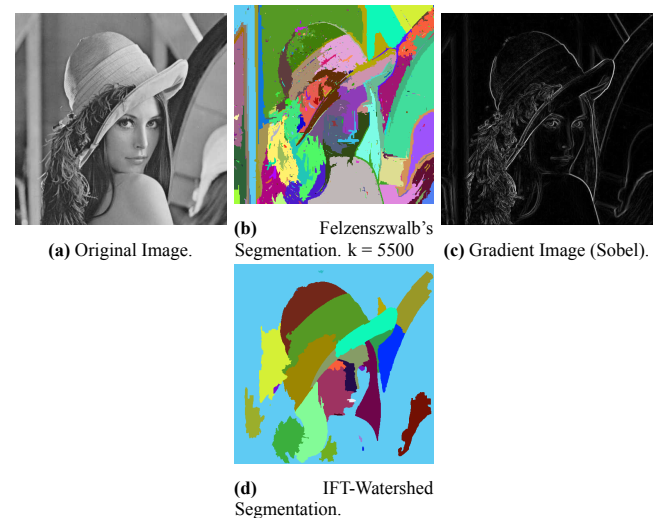 (a) Original Image.
(b) Felzenszwalb's
Segmentation. k = 5500
(c) Gradient Image (Sobel).
(d) IFT-Watershed
Segmentation.